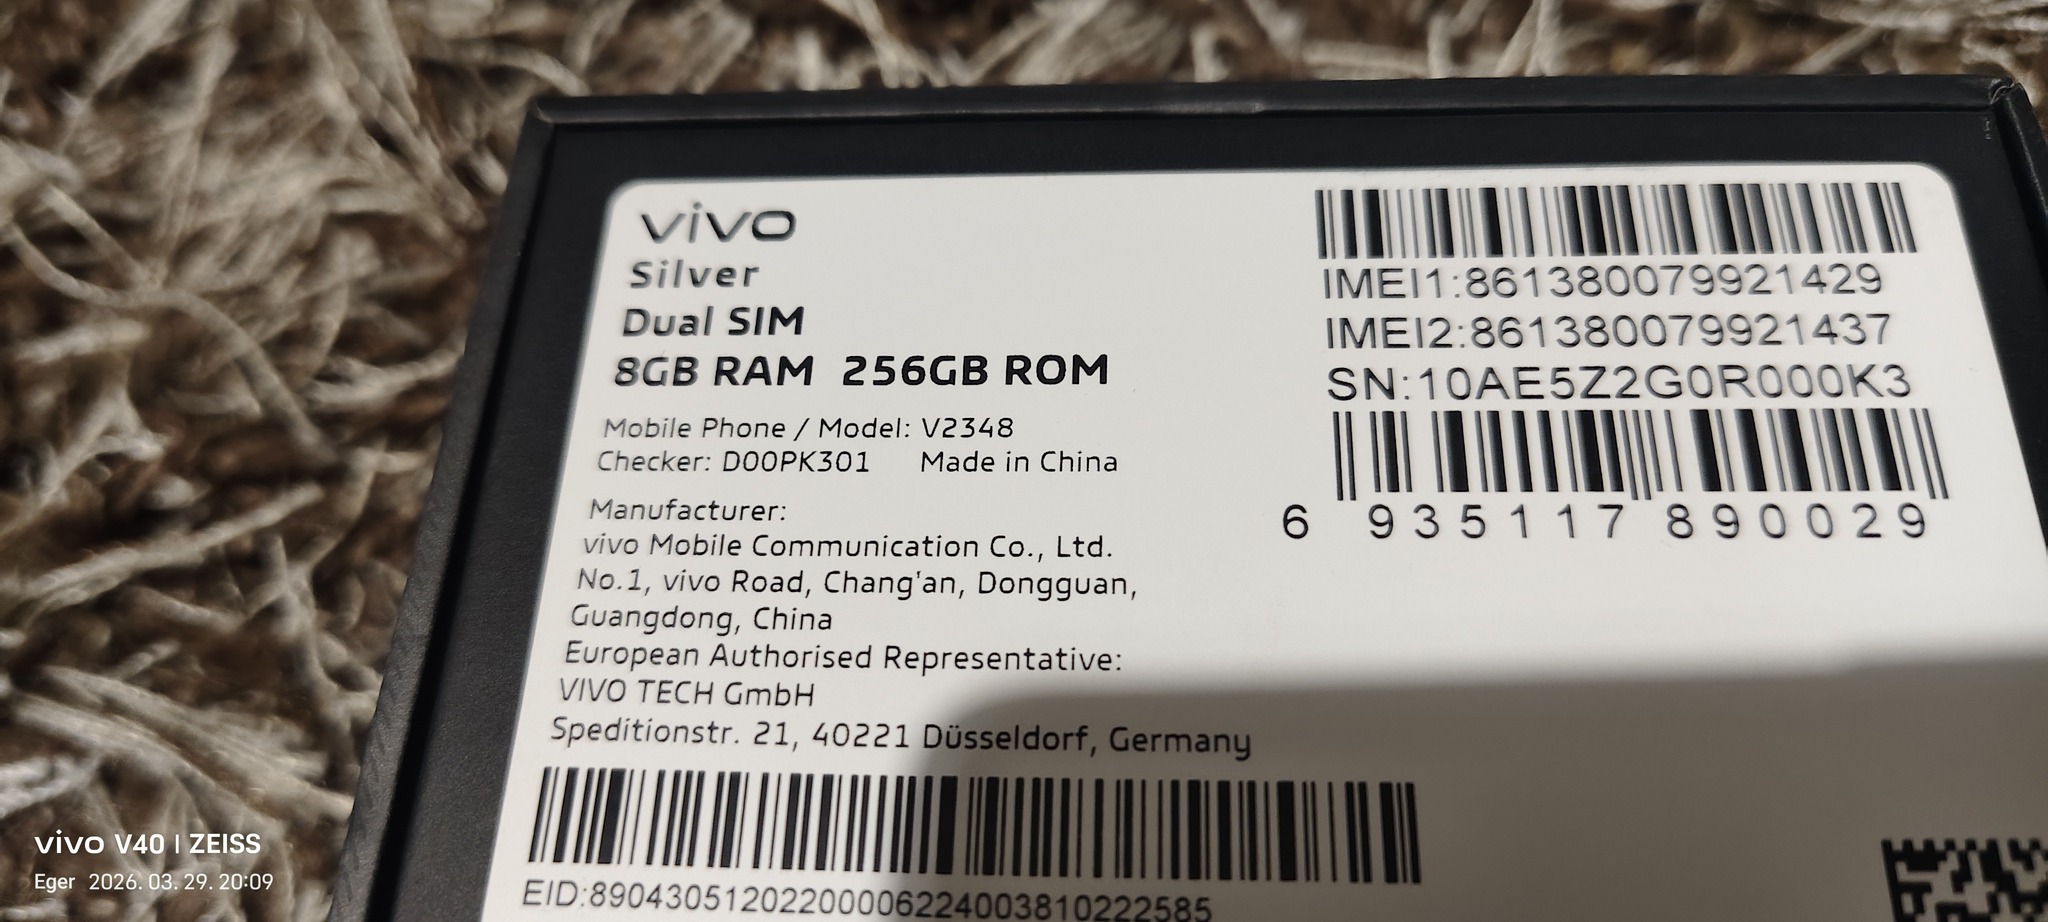 vivo
Silver
Dual SIM
8GB RAM 256GB ROM
Mobile Phone / Model: V2348
Checker: D00PK301 Made in China
Manufacturer:
vivo Mobile Communication Co., Ltd.
No.1, vivo Road, Chang'an, Dongguan,
Guangdong, China
European Authorised Representative:
VIVO TECH GmbH
Speditionstr. 21, 40221 Düsseldorf, Germany
EID:89043051202200006224003810222585
IMEI1:861380079921429
IMEI2:861380079921437
SN:10AE5Z2G0R000K3
6 935117 890029
vivo V40 | ZEISS
Eger 2026. 03. 29. 20:09